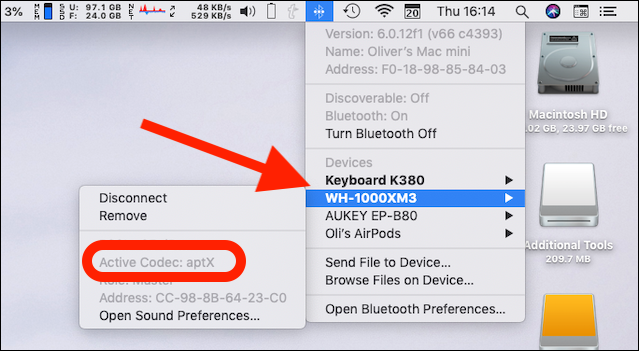 3% MEM SSD U: 97.1 GB F: 24.0 GB NET 48 KB/s 529 KB/s 20 Thu 16:14
Version: 6.0.12f1 (v66 c4393)
Name: Oliver's Mac mini
Address: F0-18-98-85-84-03
Discoverable: Off
Bluetooth: On
Turn Bluetooth Off
Devices
Keyboard K380
WH-1000XM3
AUKEY EP-B80
Oli's AirPods
Send File to Device...
Browse Files on Device...
Open Bluetooth Preferences...
Disconnect
Remove
Active Codec: aptX
Role: Master
Address: CC-98-8B-64-23-C0
Open Sound Preferences...
Macintosh HD
.02 GB, 23.97 GB free
Additional Tools
209.7 MB